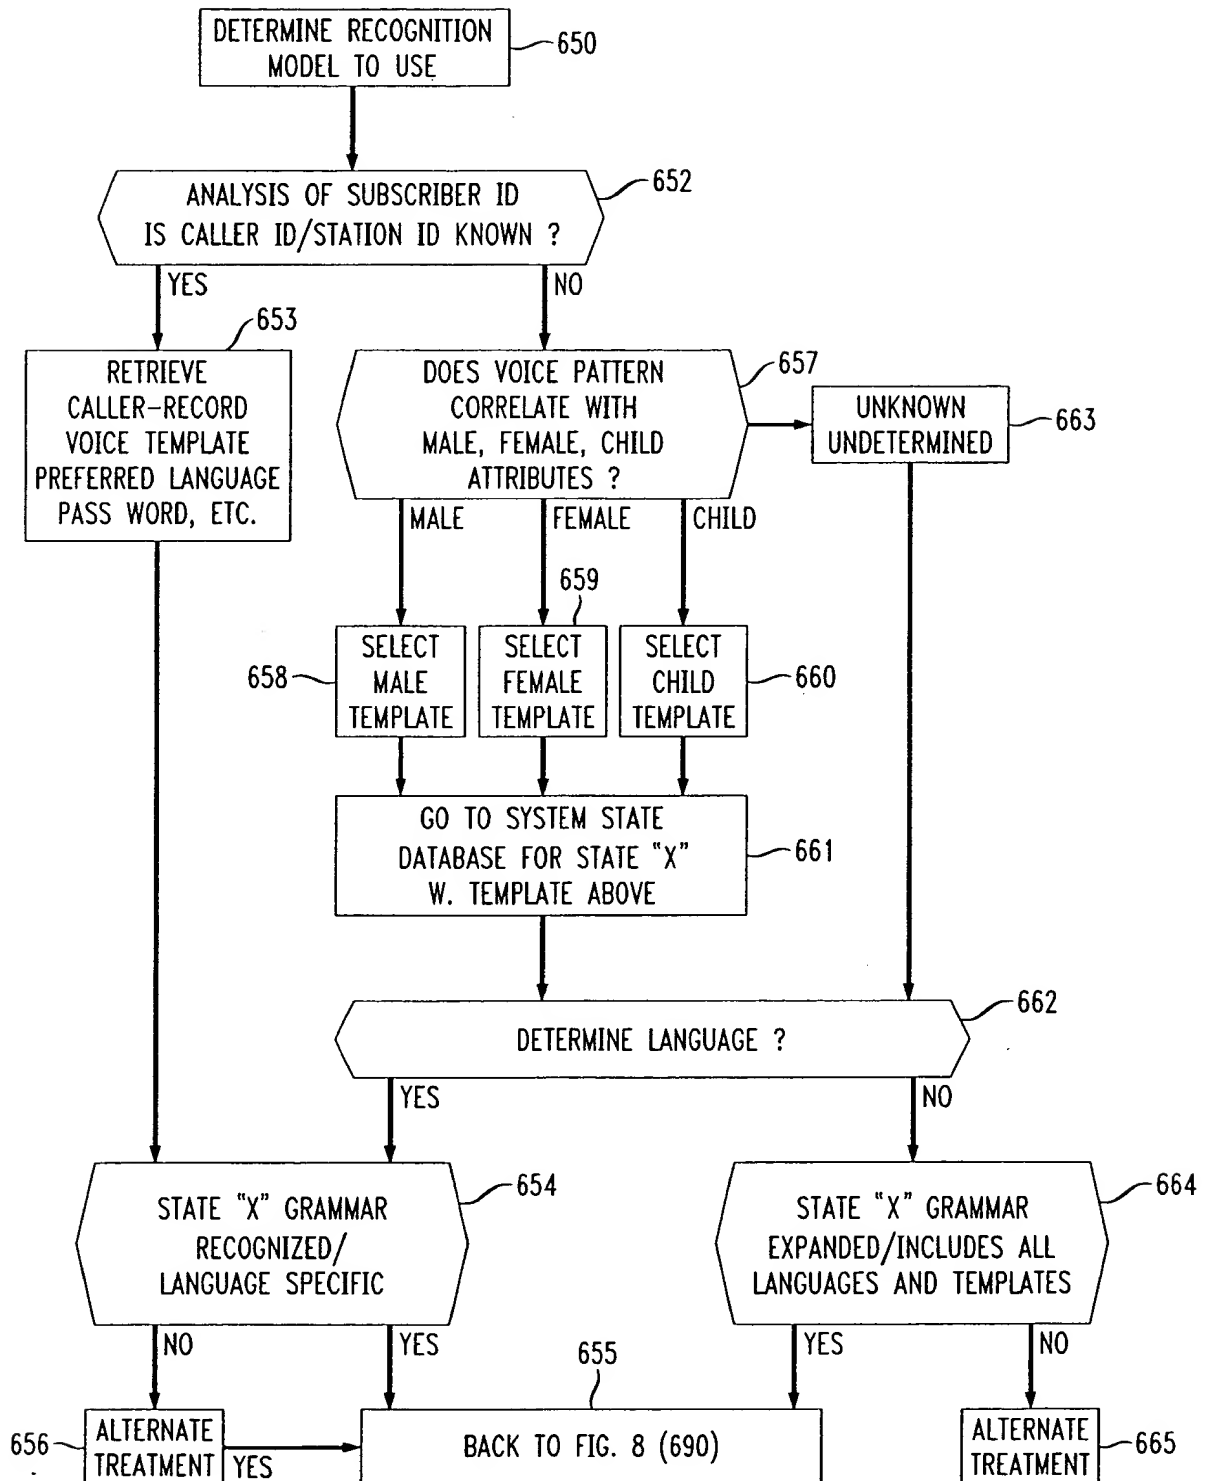 DETERMINE RECOGNITION
MODEL TO USE
650
ANALYSIS OF SUBSCRIBER ID
IS CALLER ID/STATION ID KNOWN ?
652
YES
NO
653
RETRIEVE
CALLER-RECORD
VOICE TEMPLATE
PREFERRED LANGUAGE
PASS WORD, ETC.
DOES VOICE PATTERN
CORRELATE WITH
MALE, FEMALE, CHILD
ATTRIBUTES ?
657
UNKNOWN
UNDETERMINED
663
MALE
FEMALE
CHILD
658
SELECT
MALE
TEMPLATE
659
SELECT
FEMALE
TEMPLATE
SELECT
CHILD
TEMPLATE
660
GO TO SYSTEM STATE
DATABASE FOR STATE "X"
W. TEMPLATE ABOVE
661
DETERMINE LANGUAGE ?
662
YES
NO
STATE "X" GRAMMAR
RECOGNIZED/
LANGUAGE SPECIFIC
654
STATE "X" GRAMMAR
EXPANDED/INCLUDES ALL
LANGUAGES AND TEMPLATES
664
NO
YES
YES
NO
656
ALTERNATE
TREATMENT
YES
655
BACK TO FIG. 8 (690)
ALTERNATE
TREATMENT
665